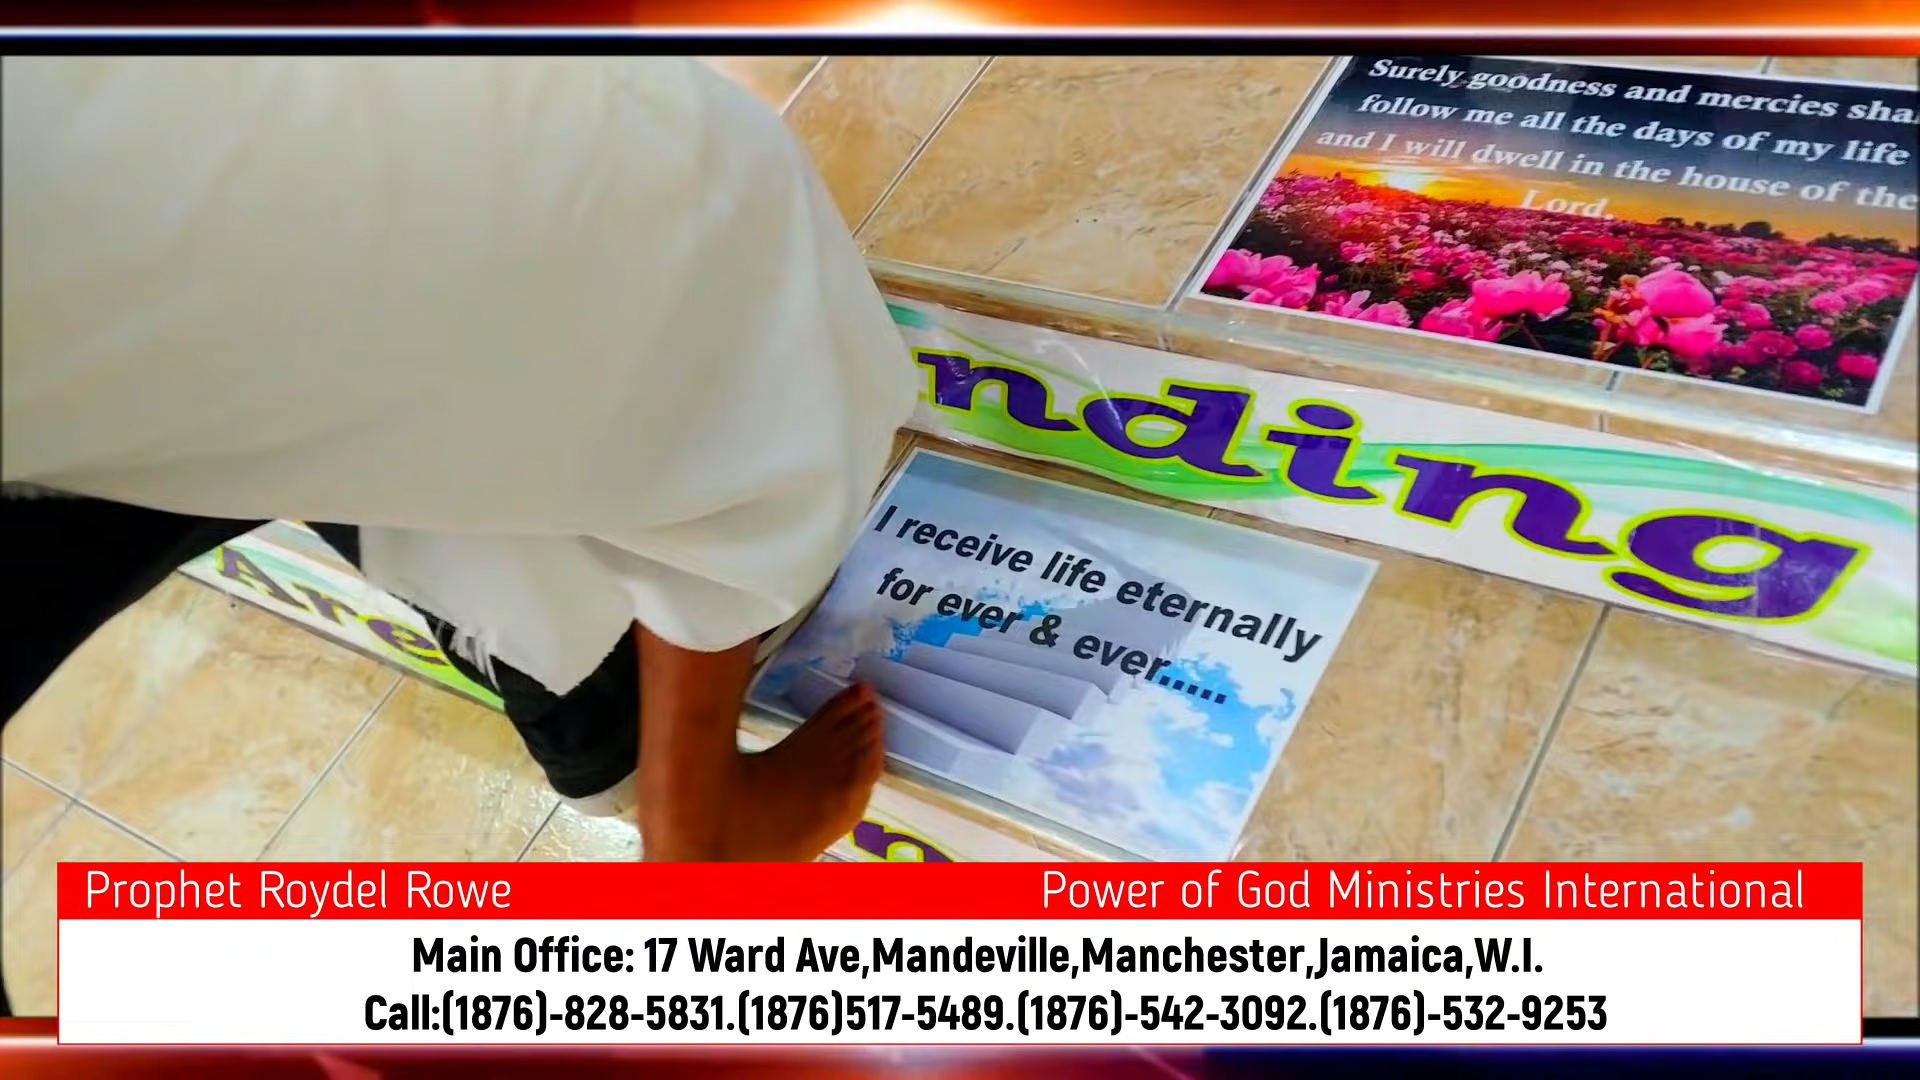 Surely goodness and mercies
follow me all the days of my life
and I will dwell in the house of the
Lord.
I receive life eternally
for ever & ever.....
Are
Prophet Roydel Rowe
Power of God Ministries International
Main Office: 17 Ward Ave,Mandeville,Manchester,Jamaica,W.I.
Call:(1876)-828-5831.(1876)517-5489.(1876)-542-3092.(1876)-532-9253